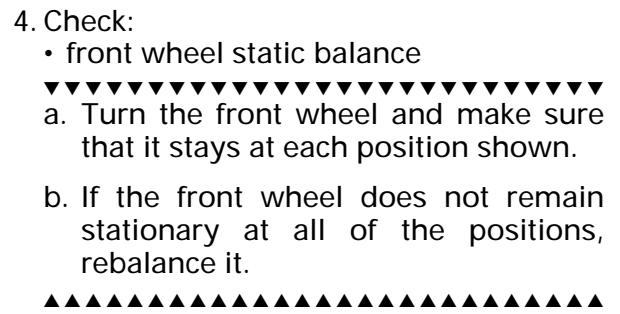 4. Check:
• front wheel static balance
▼▼▼▼▼▼▼▼▼▼▼▼▼▼▼▼▼▼▼▼▼▼▼▼▼▼▼
a. Turn the front wheel and make sure
that it stays at each position shown.
b. If the front wheel does not remain
stationary at all of the positions,
rebalance it.
▲▲▲▲▲▲▲▲▲▲▲▲▲▲▲▲▲▲▲▲▲▲▲▲▲▲▲